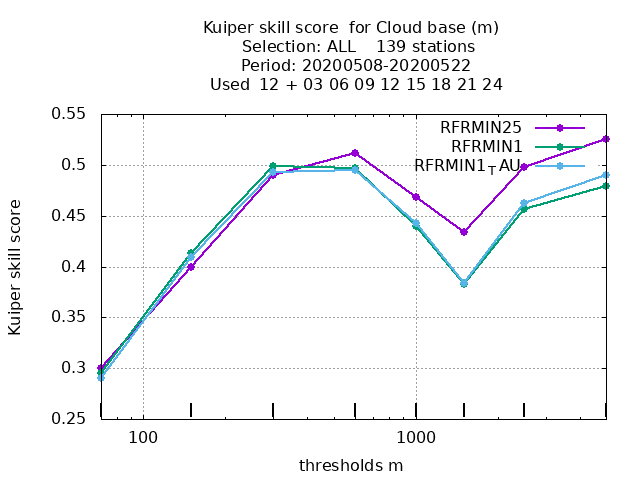 Kuiper skill score  for Cloud base (m)
Selection: ALL    139 stations
Period: 20200508-20200522
Used  12 + 03 06 09 12 15 18 21 24
0.55
0.5
0.45
0.4
0.35
0.3
0.25
Kuiper skill score
RFRMIN25
RFRMIN1
RFRMIN1TAU
100
1000
thresholds m